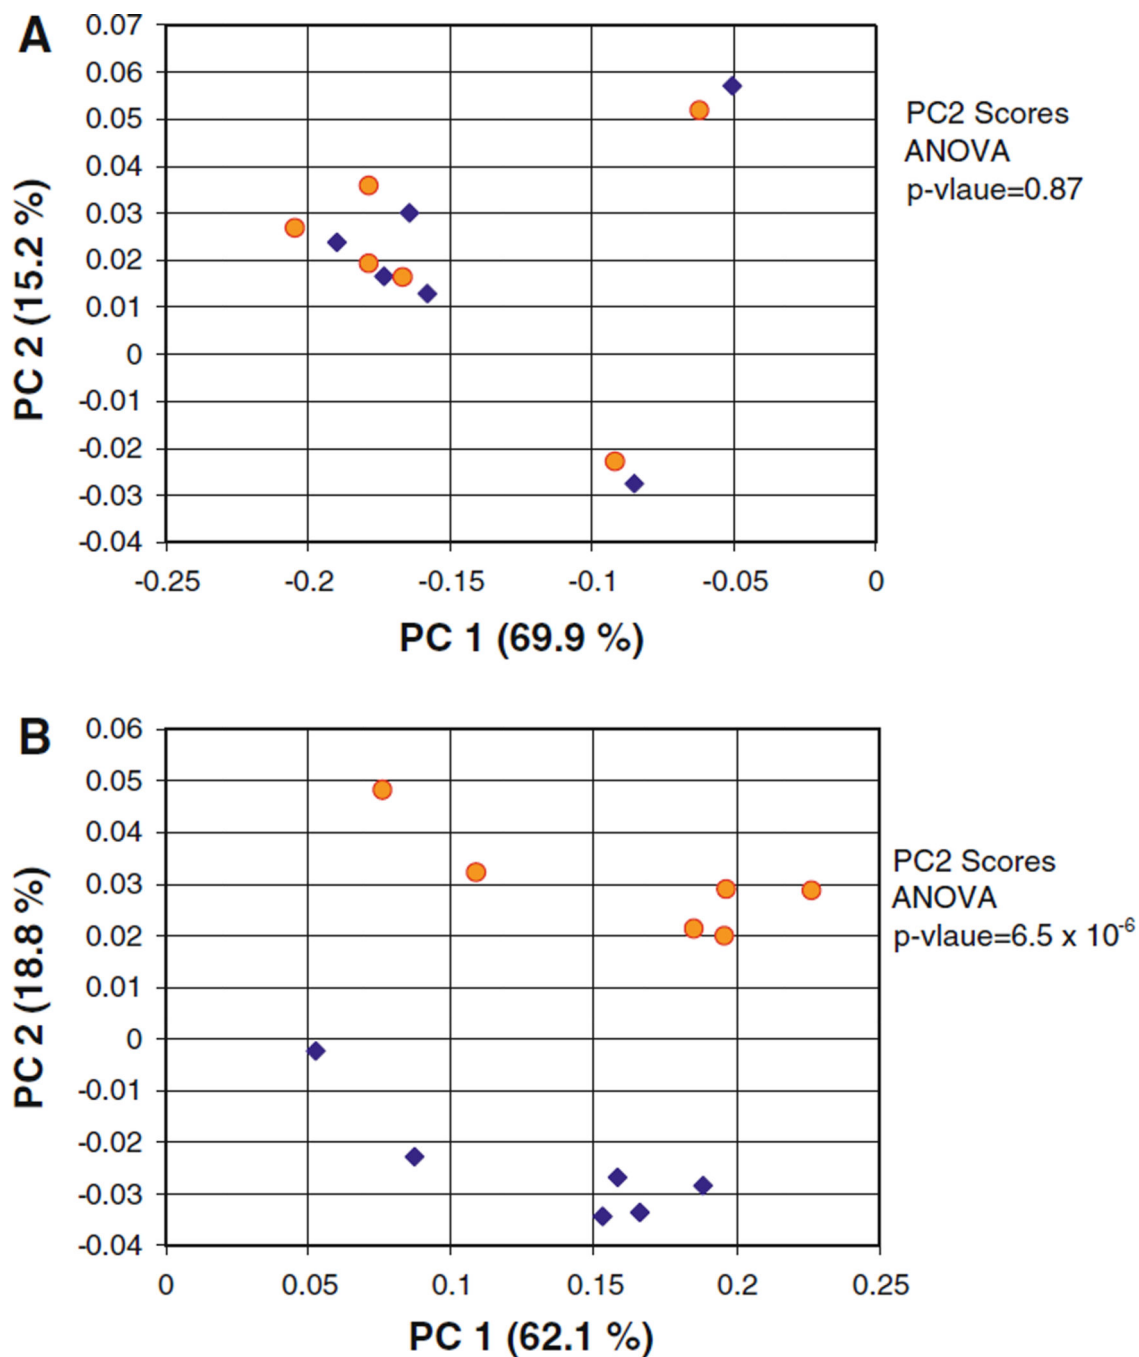 A
0.07
0.06
0.05
0.04
0.03
0.02
0.01
0
-0.01
-0.02
-0.03
-0.04
PC 2 (15.2 %)
-0.25 -0.2 -0.15 -0.1 -0.05 0
PC 1 (69.9 %)
PC2 Scores
ANOVA
p-vlaue=0.87
B
0.06
0.05
0.04
0.03
0.02
0.01
0
-0.01
-0.02
-0.03
-0.04
PC 2 (18.8 %)
0 0.05 0.1 0.15 0.2 0.25
PC 1 (62.1 %)
PC2 Scores
ANOVA
p-vlaue=6.5 x 10⁻⁶